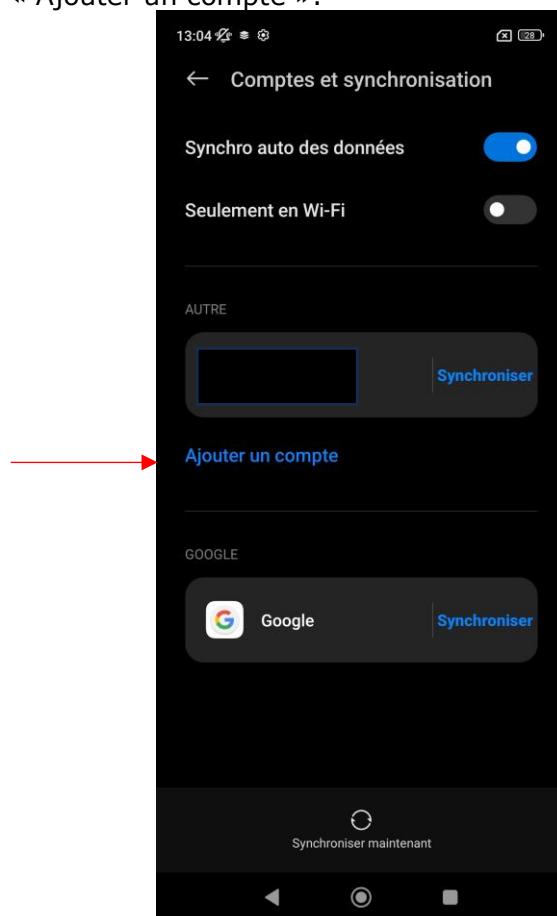 « Ajouter un compte ».
13:04 28
Comptes et synchronisation
Synchro auto des données
Seulement en Wi-Fi
AUTRE
Synchroniser
Ajouter un compte
GOOGLE
G Google Synchroniser
Synchroniser maintenant